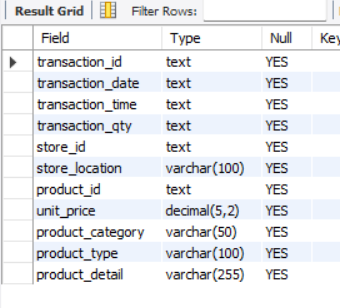 Result Grid Filter Rows:
Field Type Null Key
transaction_id text YES
transaction_date text YES
transaction_time text YES
transaction_qty text YES
store_id text YES
store_location varchar(100) YES
product_id text YES
unit_price decimal(5,2) YES
product_category varchar(50) YES
product_type varchar(100) YES
product_detail varchar(255) YES